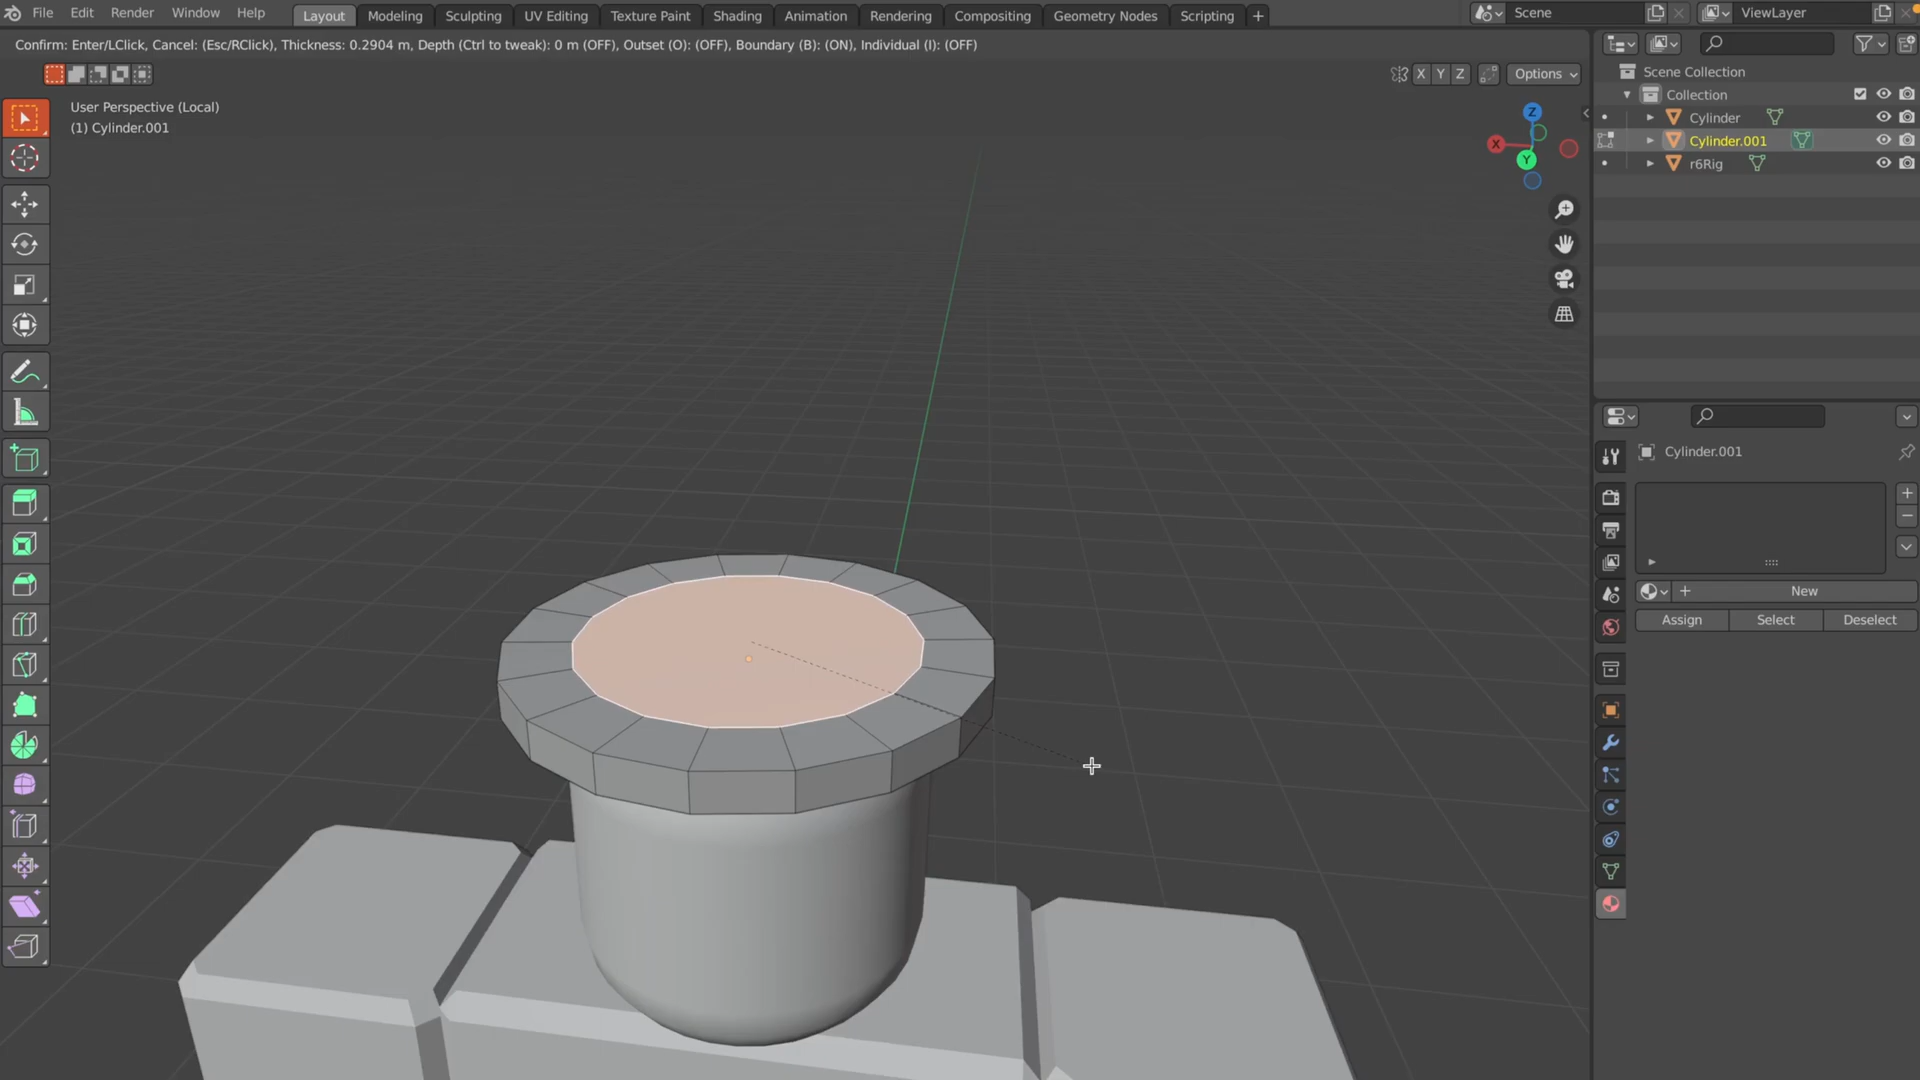 File Edit Render Window Help Layout Modeling Sculpting UV Editing Texture Paint Shading Animation Rendering Compositing Geometry Nodes Scripting + Scene ViewLayer
Confirm: Enter/LClick, Cancel: (Esc/RClick), Thickness: 0.2904 m, Depth (Ctrl to tweak): 0 m (OFF), Outset (O): (OFF), Boundary (B): (ON), Individual (I): (OFF)
X Y Z Options
User Perspective (Local)
(1) Cylinder.001
Z
X
Y
Scene Collection
Collection
Cylinder
Cylinder.001
r6Rig
Cylinder.001
+ New
Assign Select Deselect